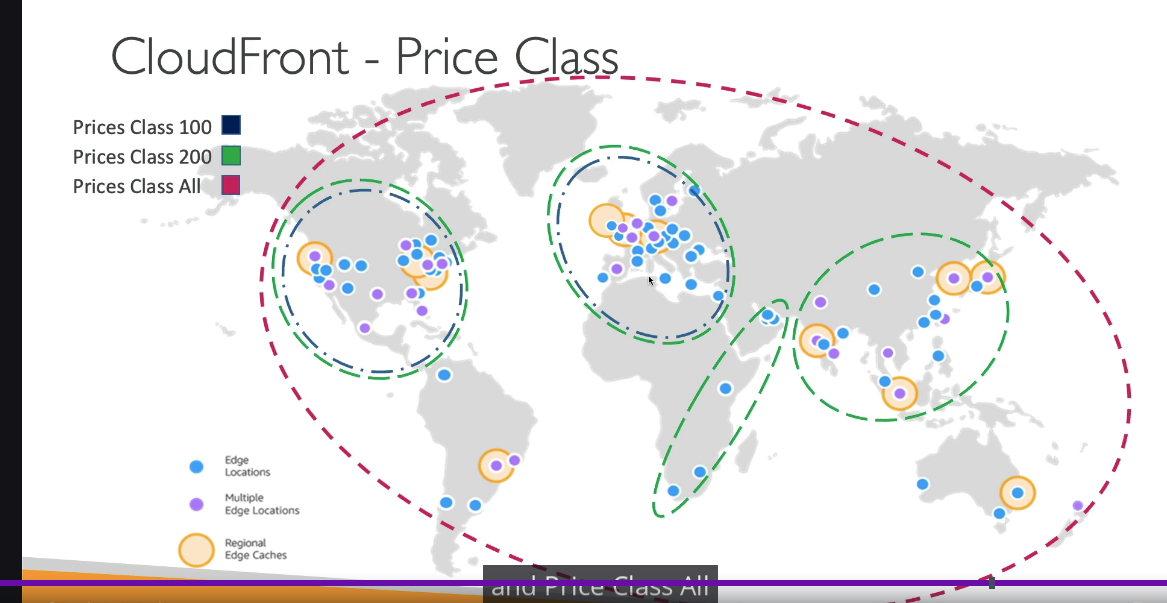 CloudFront - Price Class
Prices Class 100
Prices Class 200
Prices Class All
Edge
Locations
Multiple
Edge Locations
Regional
Edge Caches
and Price Class All